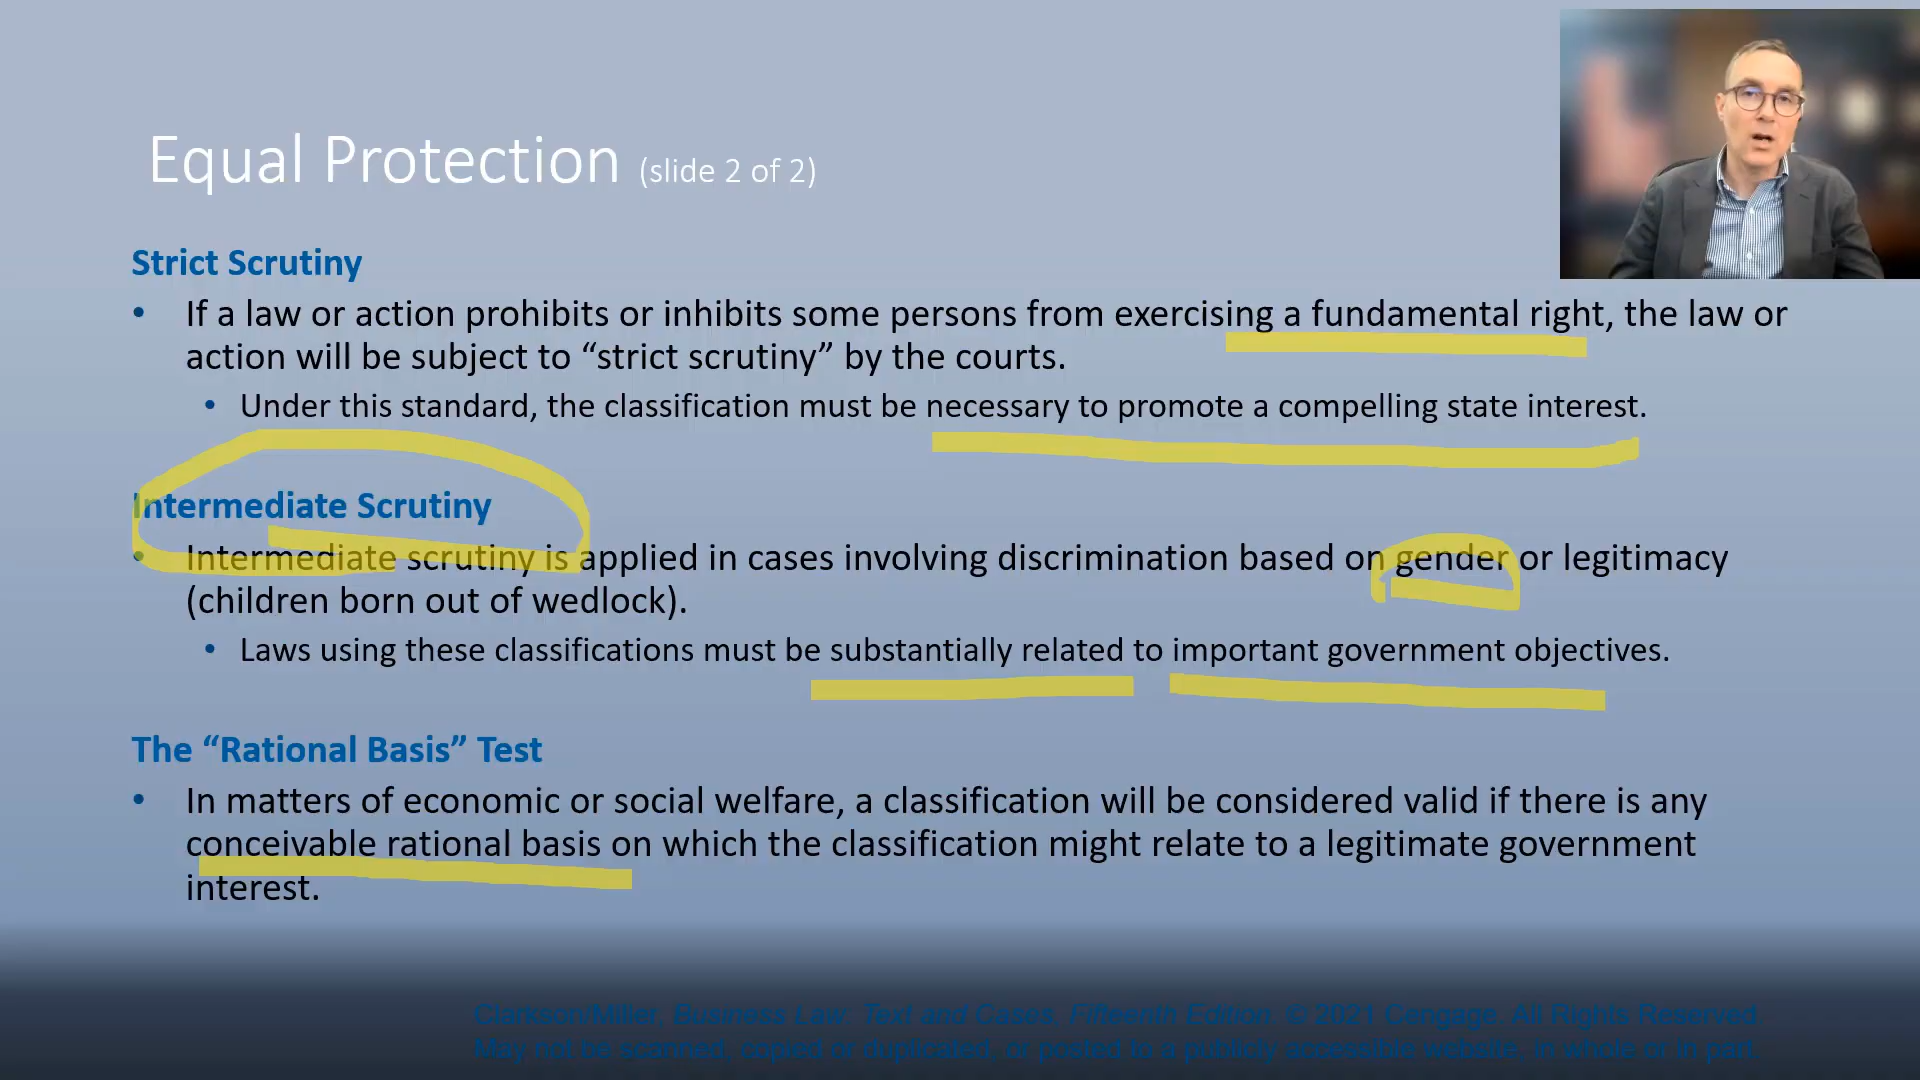 Equal Protection (slide 2 of 2)
Strict Scrutiny
• If a law or action prohibits or inhibits some persons from exercising a fundamental right, the law or
action will be subject to “strict scrutiny” by the courts.
• Under this standard, the classification must be necessary to promote a compelling state interest.
Intermediate Scrutiny
• Intermediate scrutiny is applied in cases involving discrimination based on gender or legitimacy
(children born out of wedlock).
• Laws using these classifications must be substantially related to important government objectives.
The “Rational Basis” Test
• In matters of economic or social welfare, a classification will be considered valid if there is any
conceivable rational basis on which the classification might relate to a legitimate government
interest.
Clarkson/Miller, Business Law: Text and Cases, Fifteenth Edition. © 2021 Cengage. All Rights Reserved.
May not be scanned, copied or duplicated, or posted to a publicly accessible website, in whole or in part.